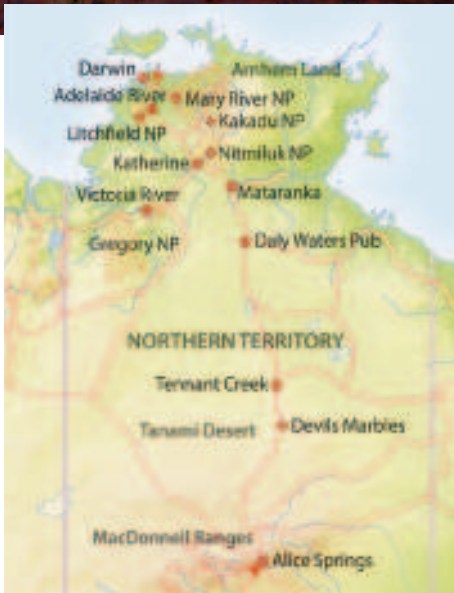 Darwin
Arnhem Land
Adelaide River
Mary River NP
Kakadu NP
Litchfield NP
Nitmiluk NP
Katherine
Victoria River
Mataranka
Gregory NP
Daly Waters Pub
NORTHERN TERRITORY
Tennant Creek
Tanami Desert
Devils Marbles
MacDonnell Ranges
Alice Springs